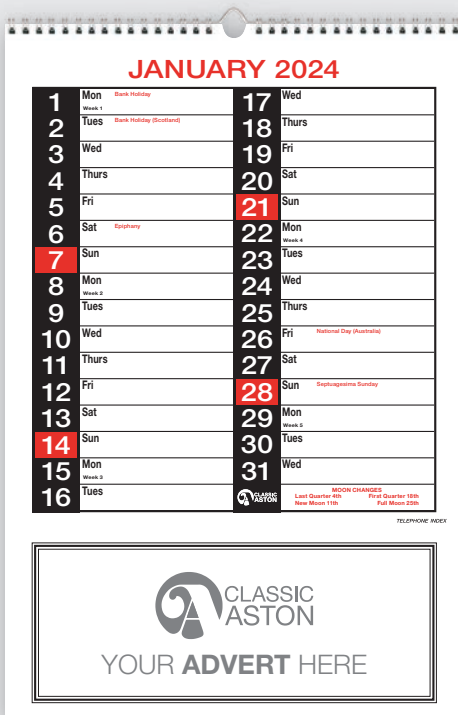 JANUARY 2024
1 Mon Bank Holiday
Week 1
2 Tues Bank Holiday (Scotland)
3 Wed
4 Thurs
5 Fri
6 Sat Epiphany
7 Sun
8 Mon
Week 2
9 Tues
10 Wed
11 Thurs
12 Fri
13 Sat
14 Sun
15 Mon
Week 3
16 Tues
17 Wed
18 Thurs
19 Fri
20 Sat
21 Sun
22 Mon
Week 4
23 Tues
24 Wed
25 Thurs
26 Fri National Day (Australia)
27 Sat
28 Sun Septuagesima Sunday
29 Mon
Week 5
30 Tues
31 Wed
CLASSIC
ASTON
MOON CHANGES
Last Quarter 4th First Quarter 18th
New Moon 11th Full Moon 25th
TELEPHONE INDEX
CLASSIC
ASTON
YOUR ADVERT HERE